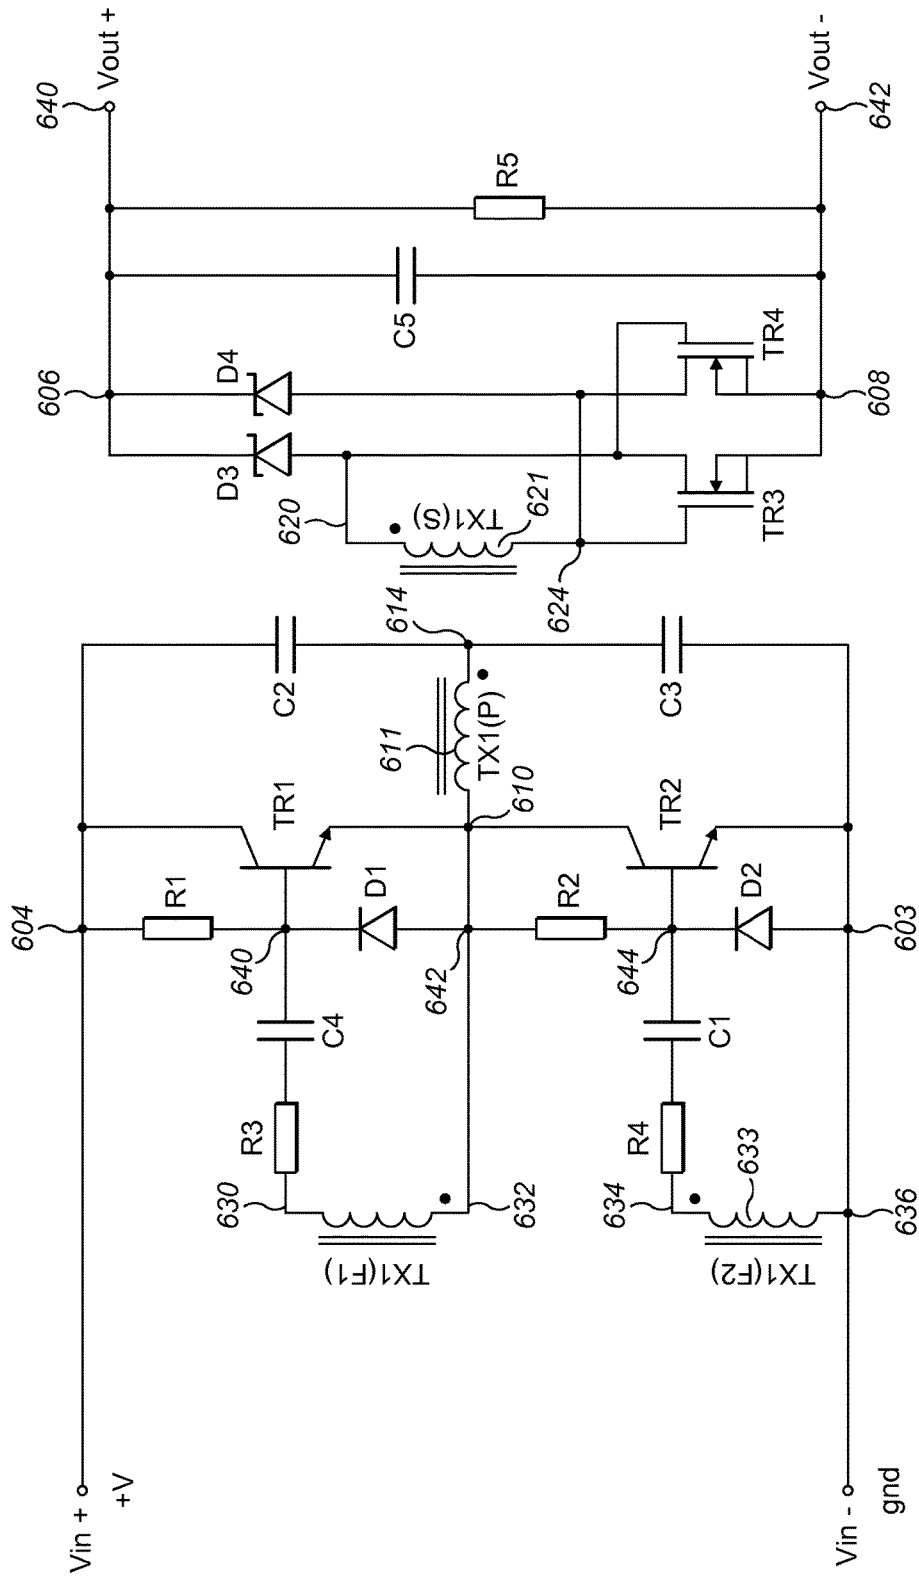 604
606
640
Vin +
+V
Vout +
R1
C2
D3
D4
R3
630
C4
640
TR1
D1
614
620
TX1(F1)
611
TX1(P)
TX1(S)
C5
R5
632
642
610
621
624
R4
634
C1
644
R2
TR2
C3
TX1(F2)
633
D2
TR3
TR4
Vin -
gnd
Vout -
636
603
608
642